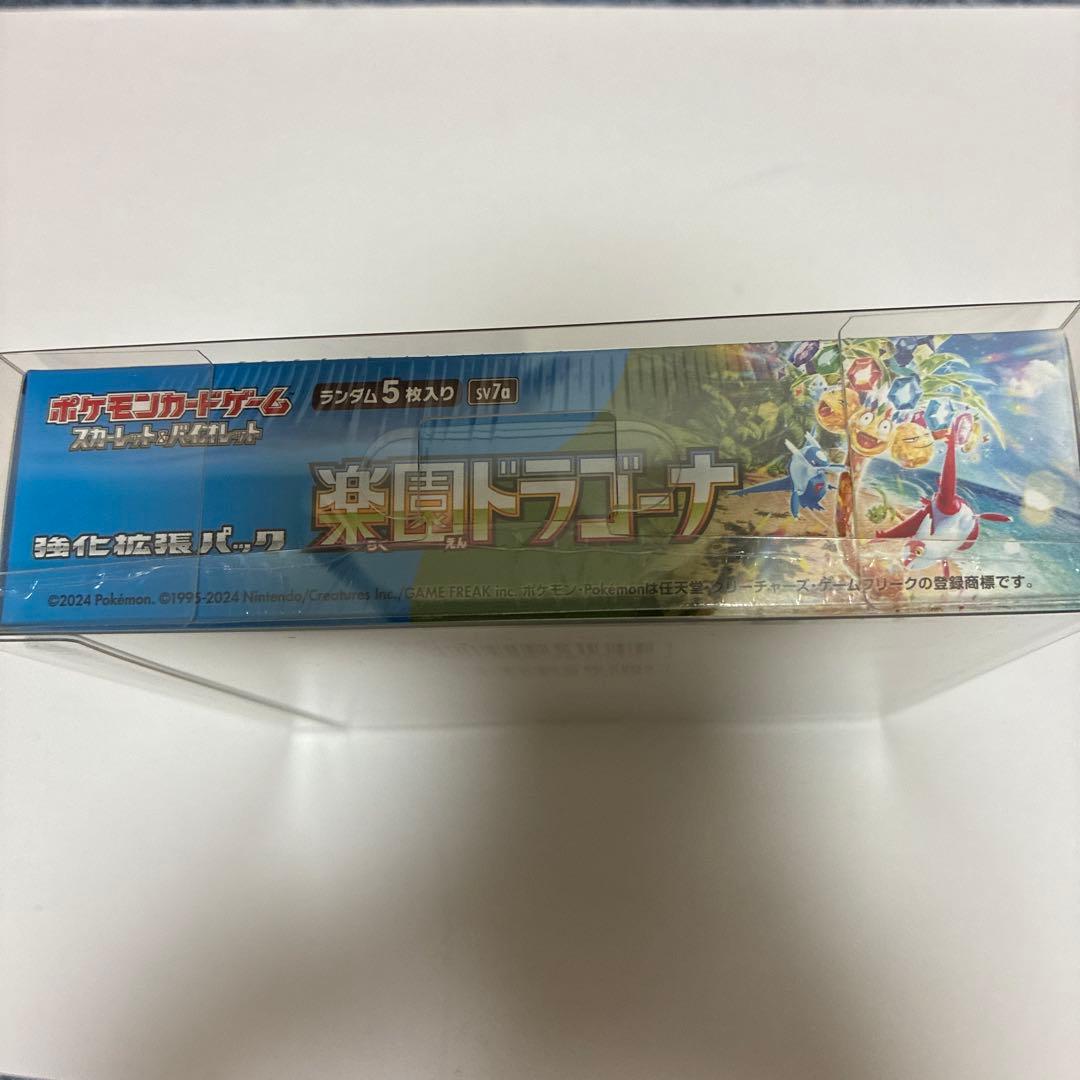 ポケモンカードゲーム
スカーレット&バイオレット
ランダム5枚入り
sv7a
強化拡張パック
楽園ドラゴーナ
らく えん
©2024 Pokémon. ©1995-2024 Nintendo/Creatures Inc./GAME FREAK inc. ポケモン・Pokémonは任天堂・クリーチャーズ・ゲームフリークの登録商標です。